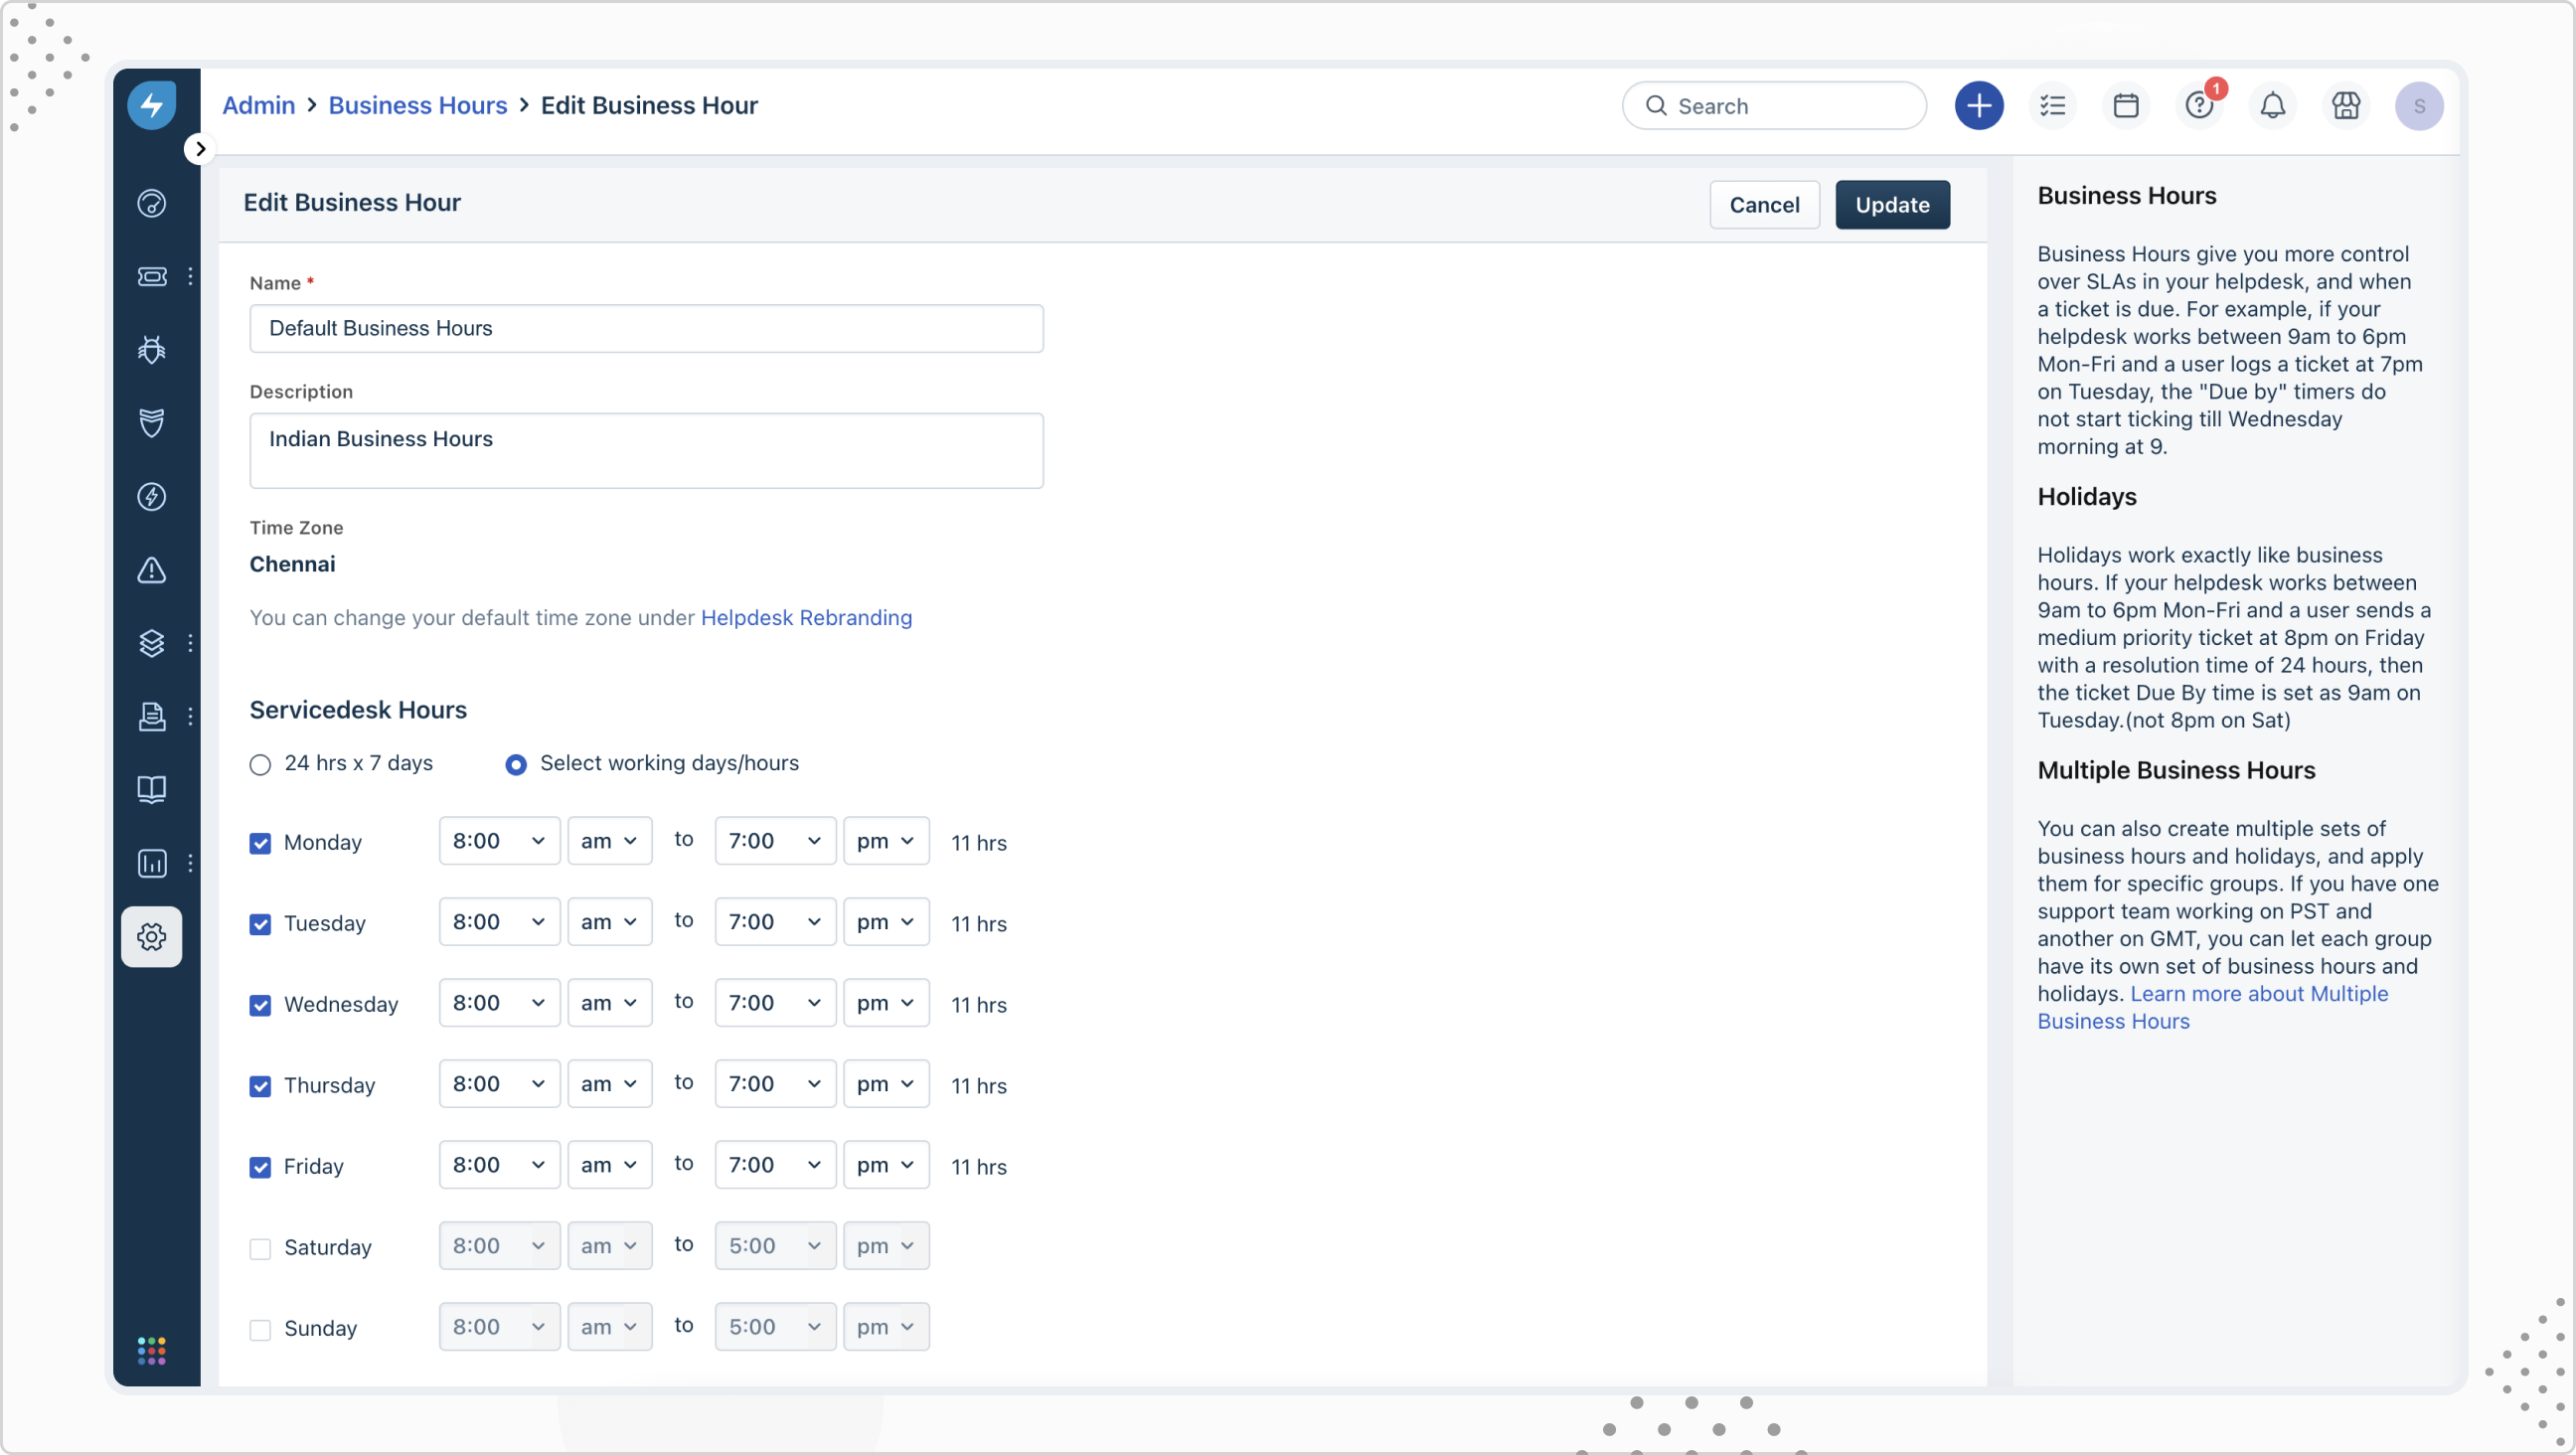 Admin > Business Hours > Edit Business Hour
Search
1
S
Edit Business Hour
Cancel
Update
Name *
Default Business Hours
Description
Indian Business Hours
Time Zone
Chennai
You can change your default time zone under Helpdesk Rebranding
Servicedesk Hours
24 hrs x 7 days
Select working days/hours
Monday 8:00 am to 7:00 pm 11 hrs
Tuesday 8:00 am to 7:00 pm 11 hrs
Wednesday 8:00 am to 7:00 pm 11 hrs
Thursday 8:00 am to 7:00 pm 11 hrs
Friday 8:00 am to 7:00 pm 11 hrs
Saturday 8:00 am to 5:00 pm
Sunday 8:00 am to 5:00 pm
Business Hours
Business Hours give you more control
over SLAs in your helpdesk, and when
a ticket is due. For example, if your
helpdesk works between 9am to 6pm
Mon-Fri and a user logs a ticket at 7pm
on Tuesday, the "Due by" timers do
not start ticking till Wednesday
morning at 9.
Holidays
Holidays work exactly like business
hours. If your helpdesk works between
9am to 6pm Mon-Fri and a user sends a
medium priority ticket at 8pm on Friday
with a resolution time of 24 hours, then
the ticket Due By time is set as 9am on
Tuesday.(not 8pm on Sat)
Multiple Business Hours
You can also create multiple sets of
business hours and holidays, and apply
them for specific groups. If you have one
support team working on PST and
another on GMT, you can let each group
have its own set of business hours and
holidays. Learn more about Multiple
Business Hours